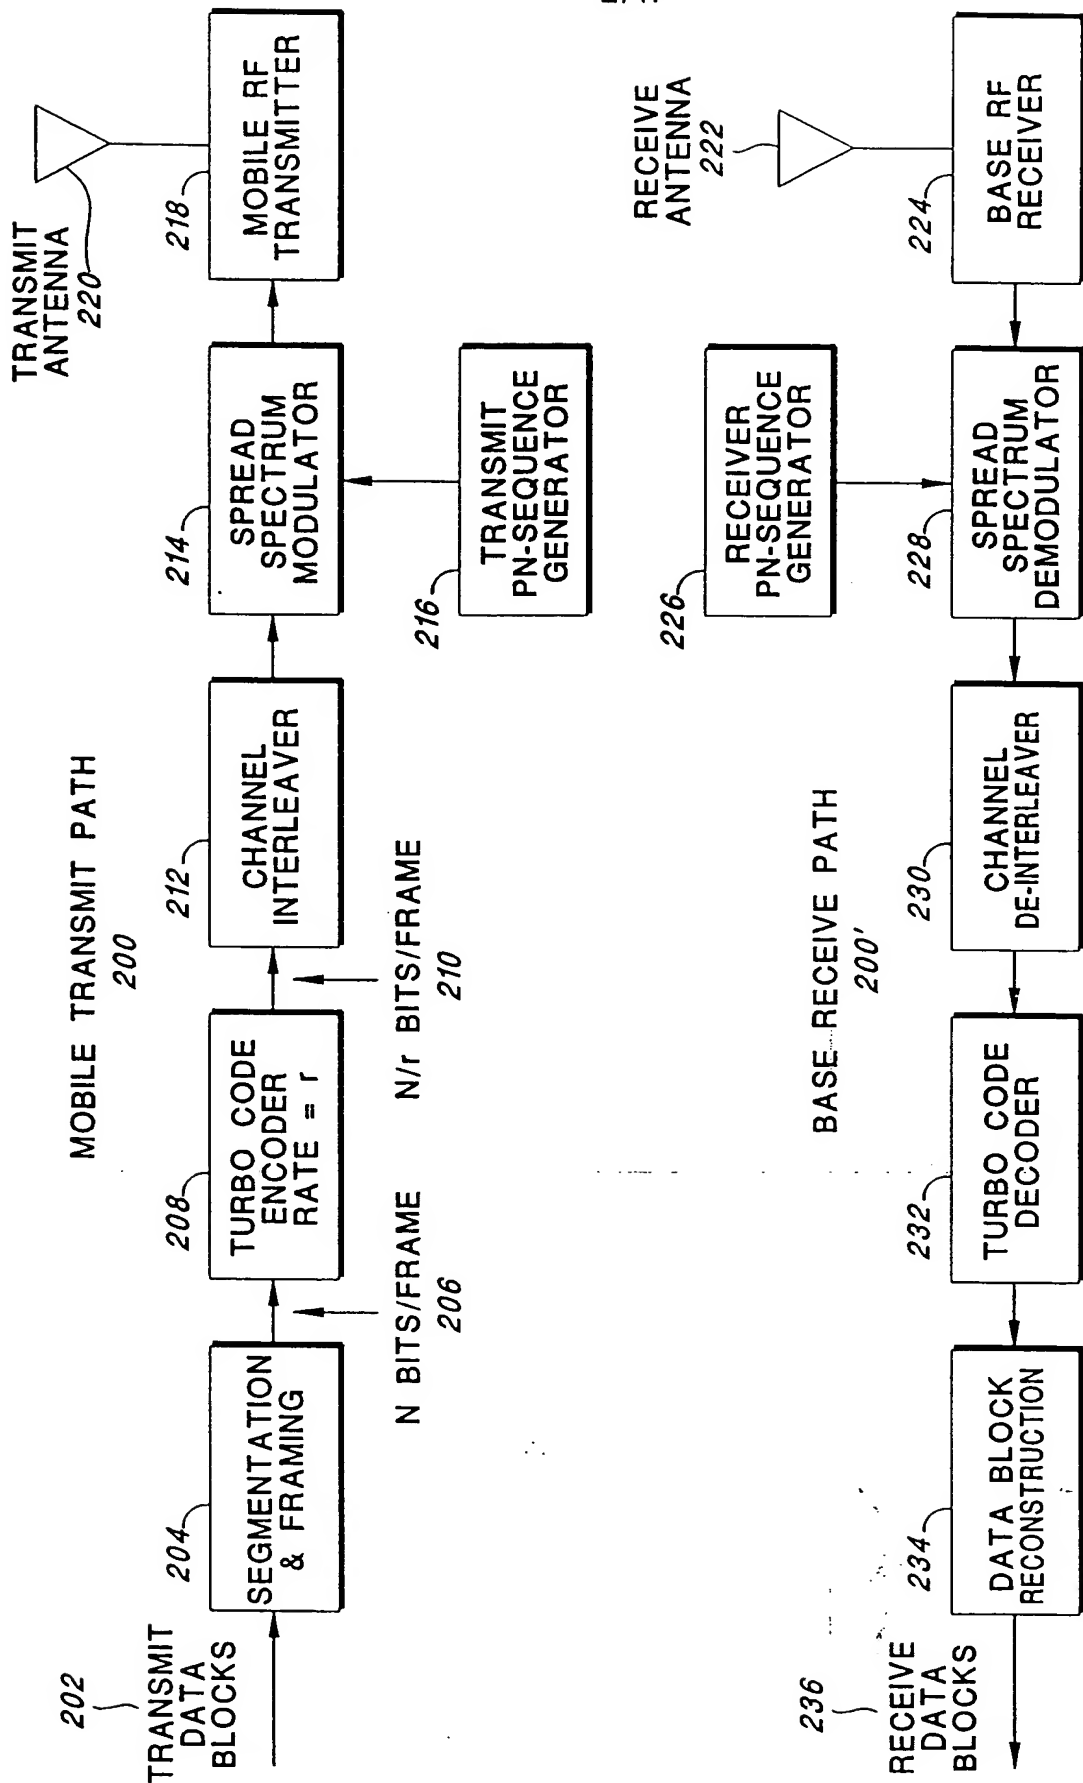 MOBILE TRANSMIT PATH
200
202
TRANSMIT
DATA
BLOCKS
204
SEGMENTATION
& FRAMING
N BITS/FRAME
206
208
TURBO CODE
ENCODER
RATE = r
N/r BITS/FRAME
210
212
CHANNEL
INTERLEAVER
214
SPREAD
SPECTRUM
MODULATOR
216
TRANSMIT
PN-SEQUENCE
GENERATOR
218
MOBILE RF
TRANSMITTER
TRANSMIT
ANTENNA
220
BASE RECEIVE PATH
200'
RECEIVE
ANTENNA
222
224
BASE RF
RECEIVER
226
RECEIVER
PN-SEQUENCE
GENERATOR
228
SPREAD
SPECTRUM
DEMODULATOR
230
CHANNEL
DE-INTERLEAVER
232
TURBO CODE
DECODER
234
DATA BLOCK
RECONSTRUCTION
236
RECEIVE
DATA
BLOCKS